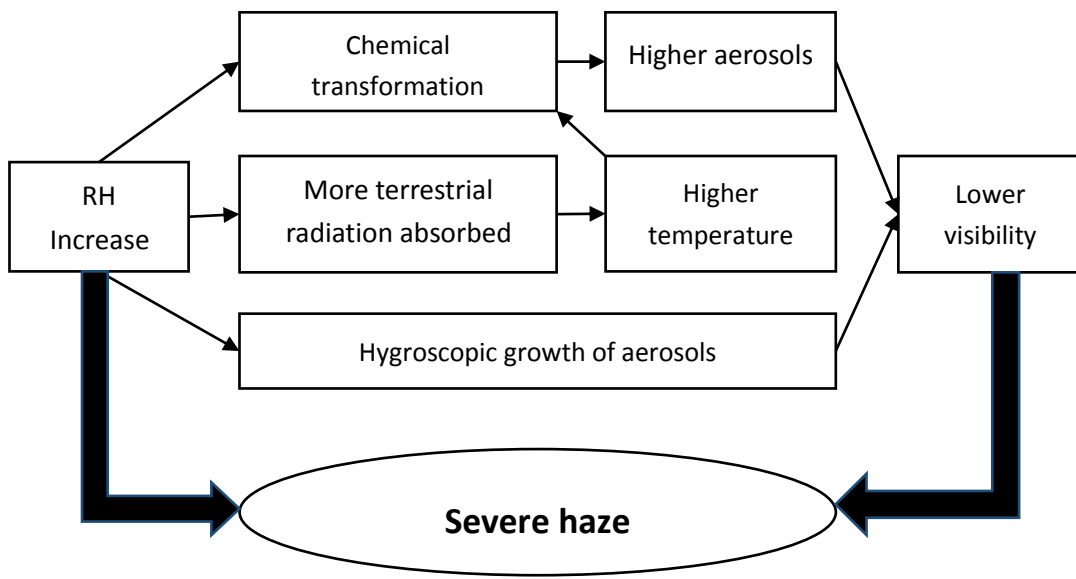 Chemical
transformation
Higher aerosols
RH
Increase
More terrestrial
radiation absorbed
Higher
temperature
Lower
visibility
Hygroscopic growth of aerosols
Severe haze